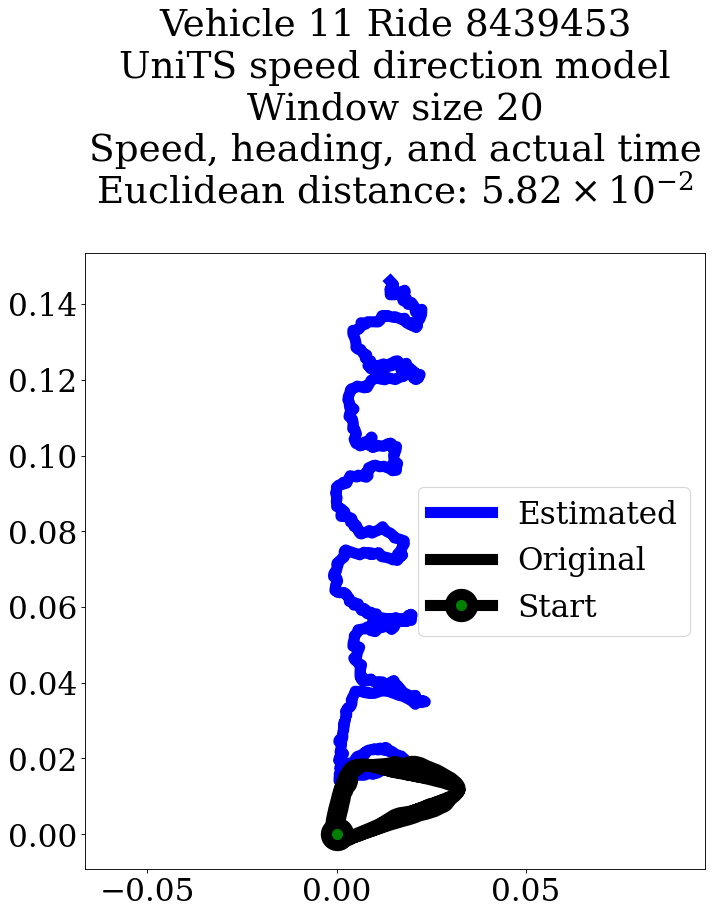 Vehicle 11 Ride 8439453
UniTS speed direction model
Window size 20
Speed, heading, and actual time
Euclidean distance: 5.82 × 10⁻²
0.14
0.12
0.10
0.08
0.06
0.04
0.02
0.00
Estimated
Original
Start
−0.05
0.00
0.05